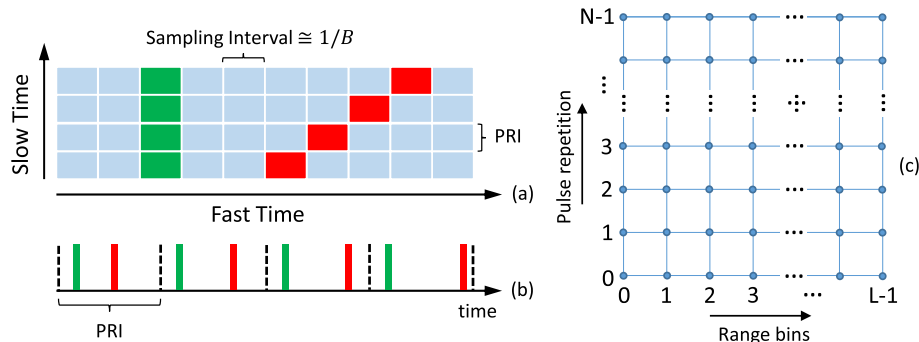 (a)
Sampling Interval ≅ 1/B
Slow Time
PRI
(a)
Fast Time
(b)
time
PRI
N-1
⋮
3
2
1
0
0 1 2 3 ... L-1
Pulse repetition
Range bins
(c)